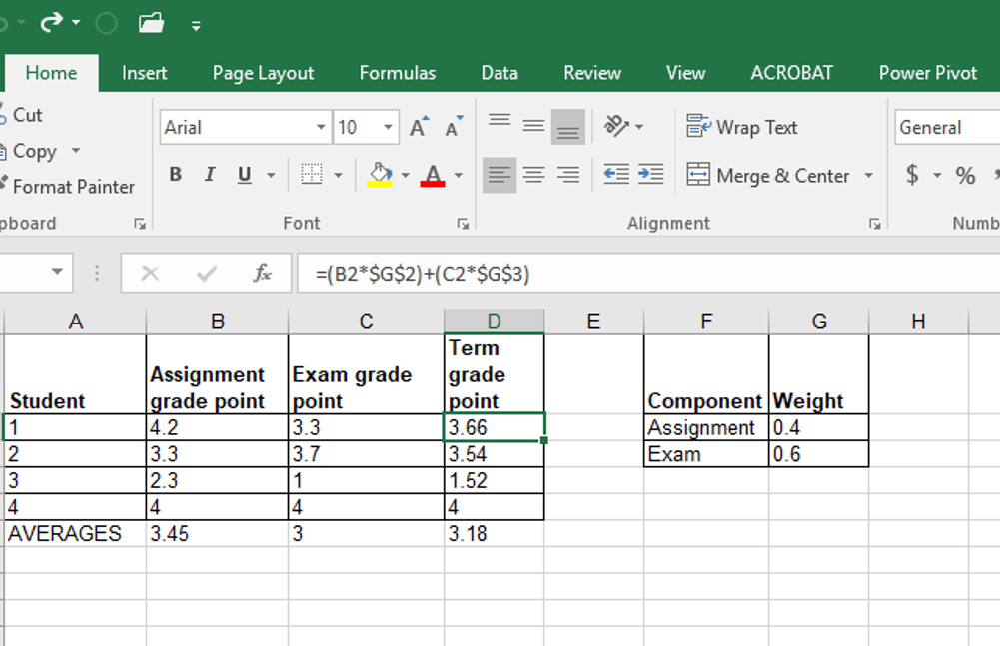 Home Insert Page Layout Formulas Data Review View ACROBAT Power Pivot
Cut
Copy
Format Painter
pboard
Arial 10 A A
B I U A
Font
Wrap Text
Merge & Center
Alignment
General
$ %
Numb
fx =(B2*$G$2)+(C2*$G$3)
A B C D E F G H
Student Assignment grade point Exam grade point Term grade point Component Weight
1 4.2 3.3 3.66 Assignment 0.4
2 3.3 3.7 3.54 Exam 0.6
3 2.3 1 1.52
4 4 4 4
AVERAGES 3.45 3 3.18